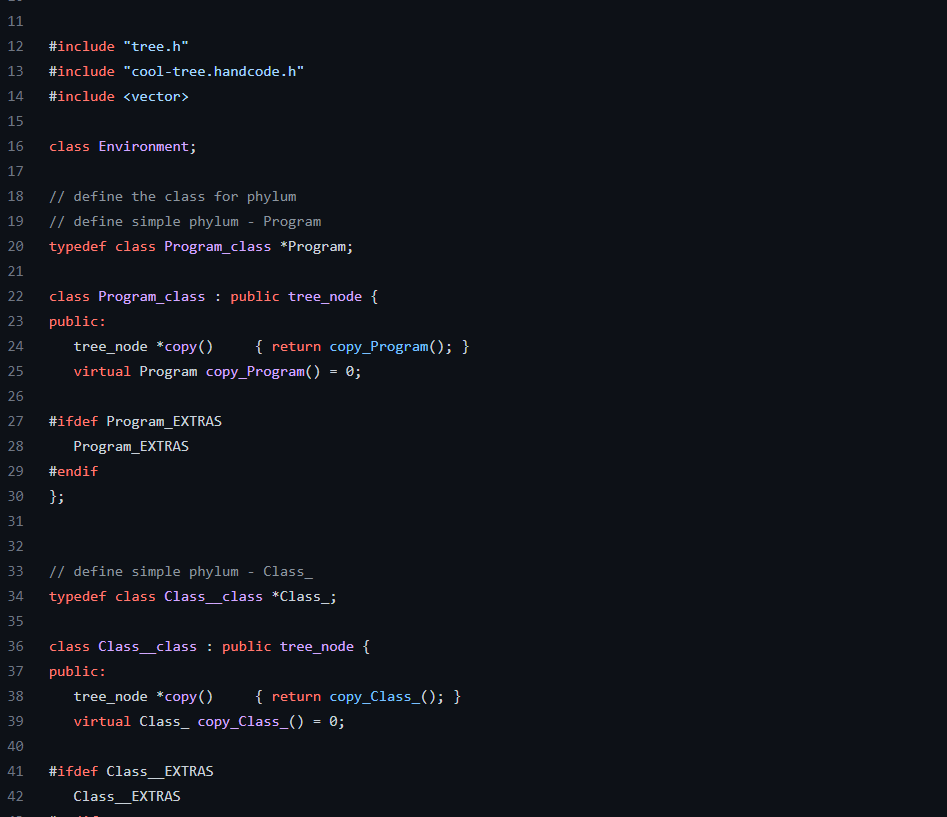 11
12 #include "tree.h"
13 #include "cool-tree.handcode.h"
14 #include <vector>
15
16 class Environment;
17
18 // define the class for phylum
19 // define simple phylum - Program
20 typedef class Program_class *Program;
21
22 class Program_class : public tree_node {
23 public:
24    tree_node *copy()     { return copy_Program(); }
25    virtual Program copy_Program() = 0;
26
27 #ifdef Program_EXTRAS
28    Program_EXTRAS
29 #endif
30 };
31
32
33 // define simple phylum - Class_
34 typedef class Class__class *Class_;
35
36 class Class__class : public tree_node {
37 public:
38    tree_node *copy()     { return copy_Class_(); }
39    virtual Class_ copy_Class_() = 0;
40
41 #ifdef Class__EXTRAS
42    Class__EXTRAS